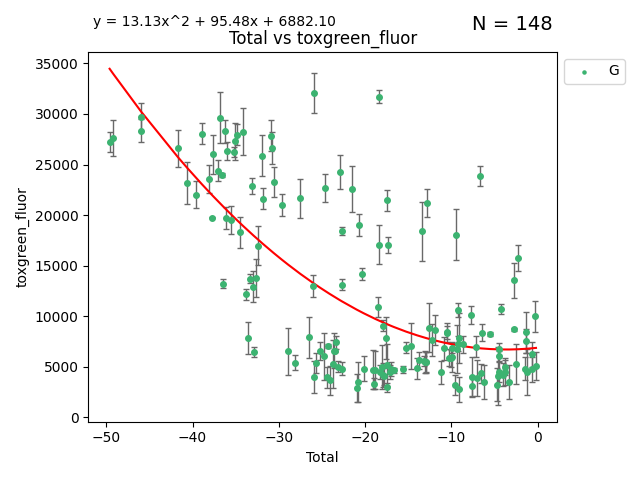 y = 13.13x^2 + 95.48x + 6882.10
N = 148
Total vs toxgreen_fluor
G
toxgreen_fluor
35000
30000
25000
20000
15000
10000
5000
0
−50
−40
−30
−20
−10
0
Total